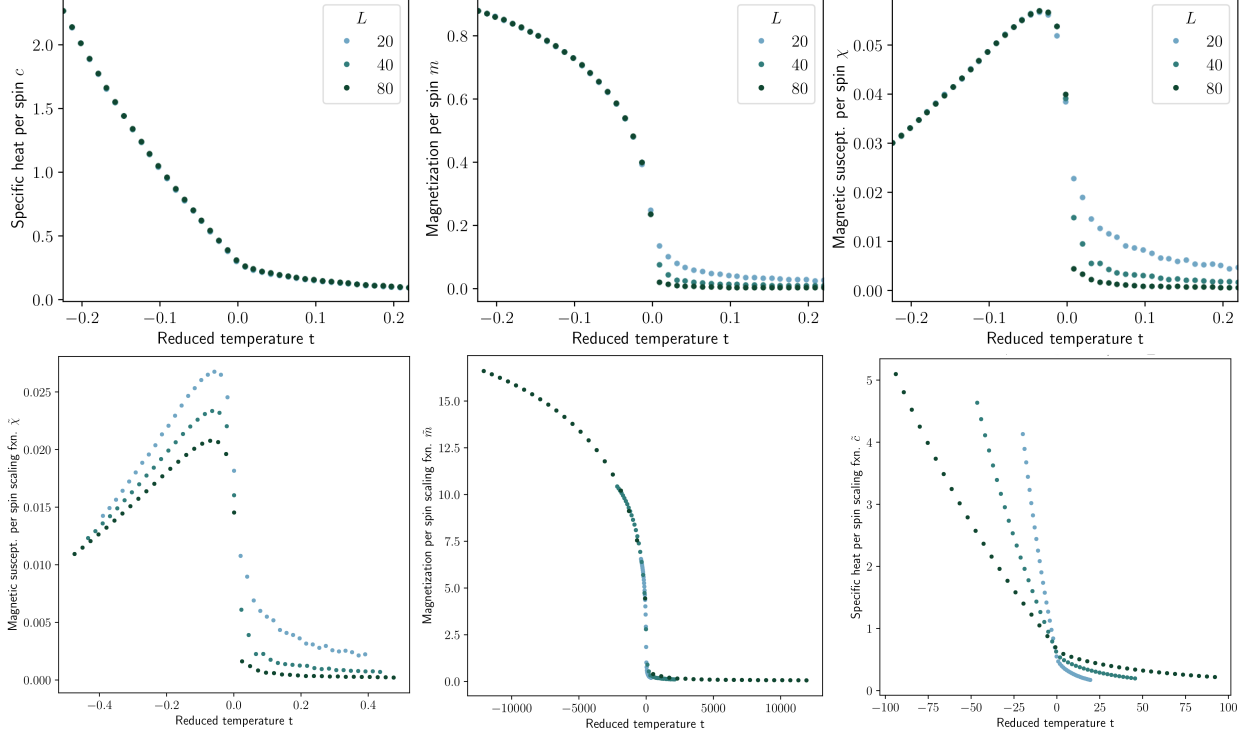 Specific heat per spin c
2.0
1.5
1.0
0.5
0.0
−0.2 −0.1 0.0 0.1 0.2
Reduced temperature t
L
20
40
80
Magnetization per spin m
0.8
0.6
0.4
0.2
0.0
−0.2 −0.1 0.0 0.1 0.2
Reduced temperature t
L
20
40
80
Magnetic suscept. per spin χ
0.05
0.04
0.03
0.02
0.01
0.00
−0.2 −0.1 0.0 0.1 0.2
Reduced temperature t
L
20
40
80
Magnetic suscept. per spin scaling fxn. χ̃
0.025
0.020
0.015
0.010
0.005
0.000
−0.4 −0.2 0.0 0.2 0.4
Reduced temperature t
Magnetization per spin scaling fxn. m̃
15.0
12.5
10.0
7.5
5.0
2.5
0.0
−10000 −5000 0 5000 10000
Reduced temperature t
Specific heat per spin scaling fxn. c̃
5
4
3
2
1
0
−100 −75 −50 −25 0 25 50 75 100
Reduced temperature t